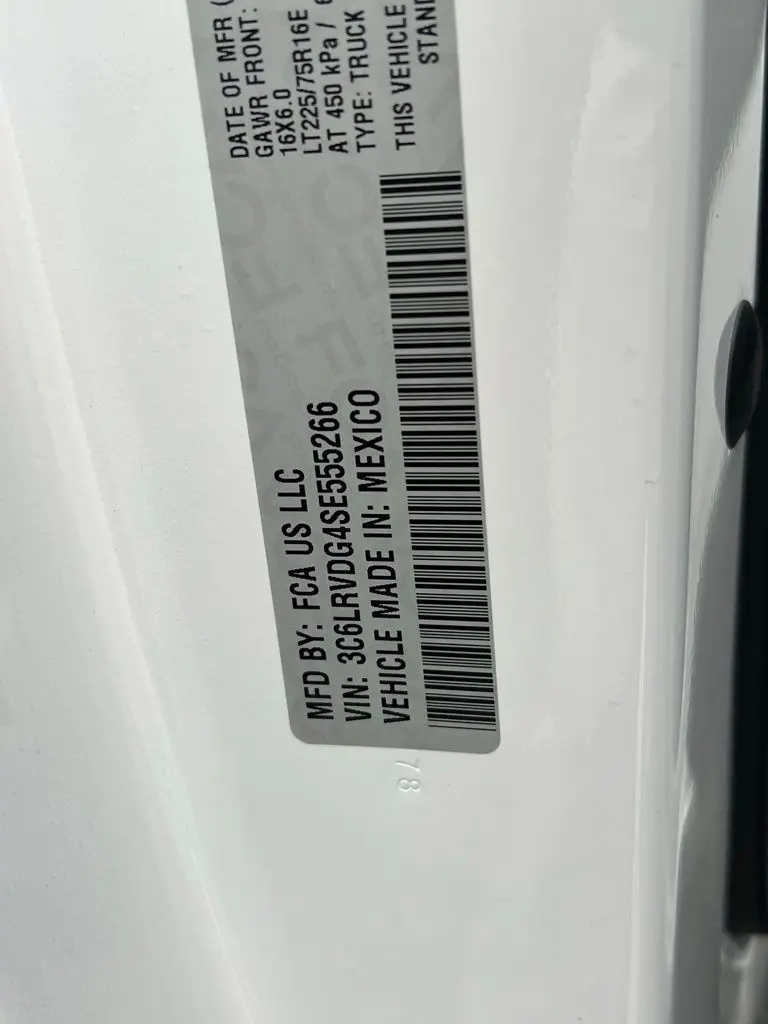 MFD BY: FCA US LLC
VIN: 3C6LRVDG4SE555266
VEHICLE MADE IN: MEXICO
DATE OF MFR (
GAWR FRONT:
16X6.0
LT225/75R16E
AT 450 kPa /
TYPE: TRUCK
THIS VEHICLE
STAND
78